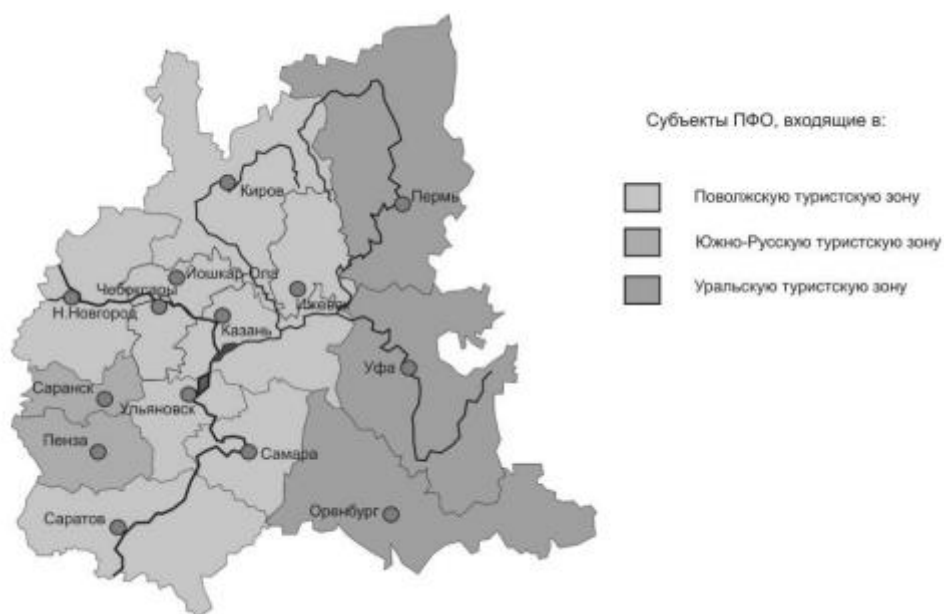 Субъекты ПФО, входящие в:
Поволжскую туристскую зону
Южно-Русскую туристскую зону
Уральскую туристскую зону
Киров
Пермь
Йошкар-Ола
Чебоксары
Ижевск
Н.Новгород
Казань
Уфа
Саранск
Ульяновск
Пенза
Самара
Оренбург
Саратов